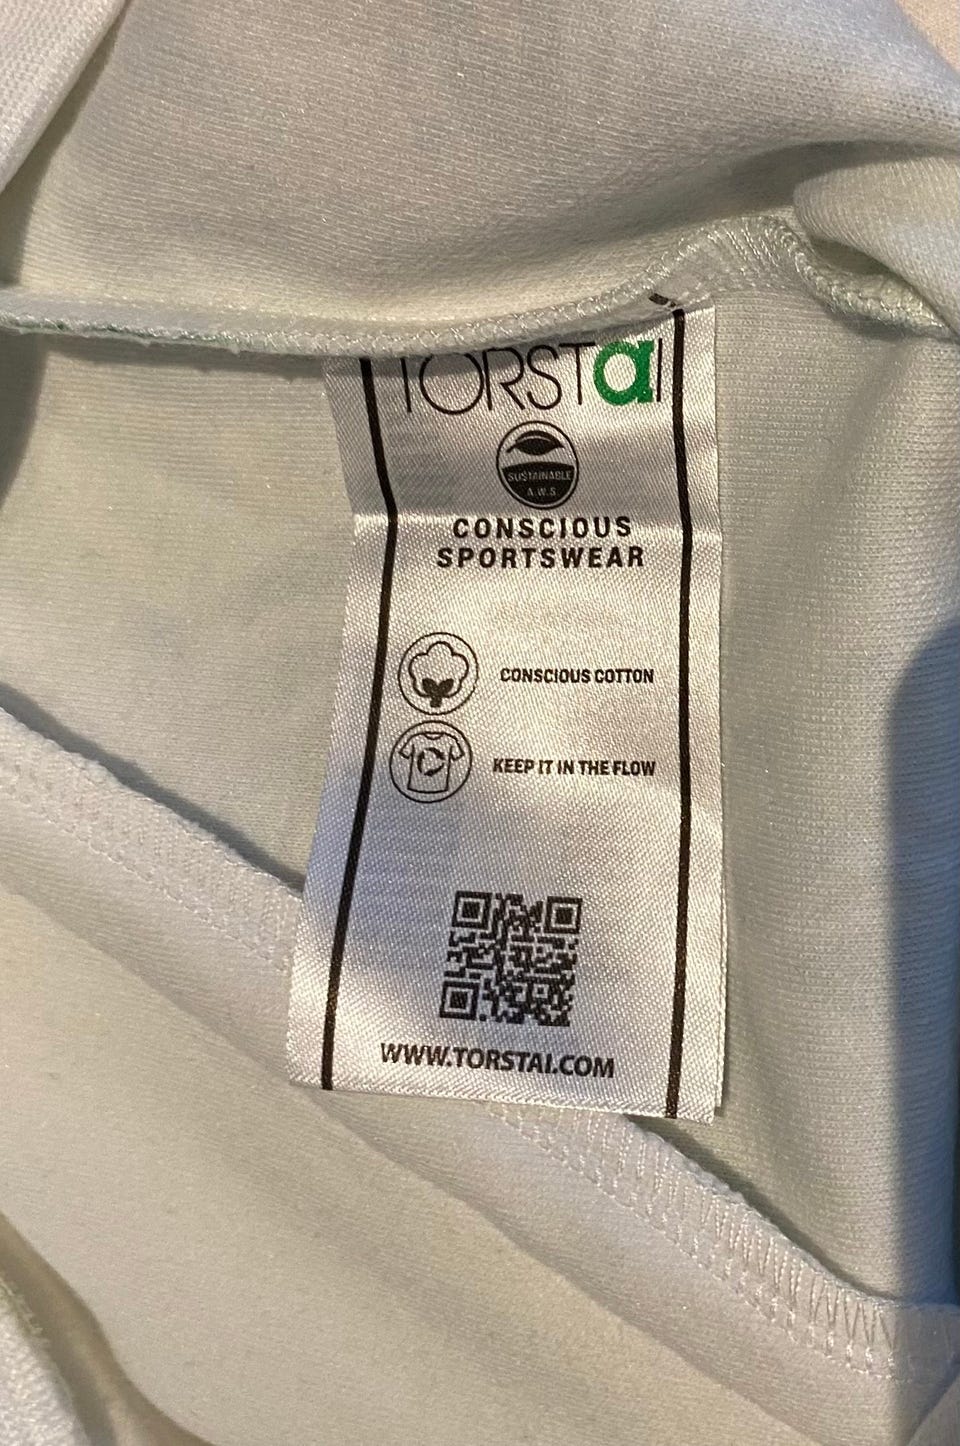 TORSTaI
SUSTAINABLE
A.W.S
CONSCIOUS
SPORTSWEAR
CONSCIOUS COTTON
KEEP IT IN THE FLOW
WWW.TORSTAI.COM